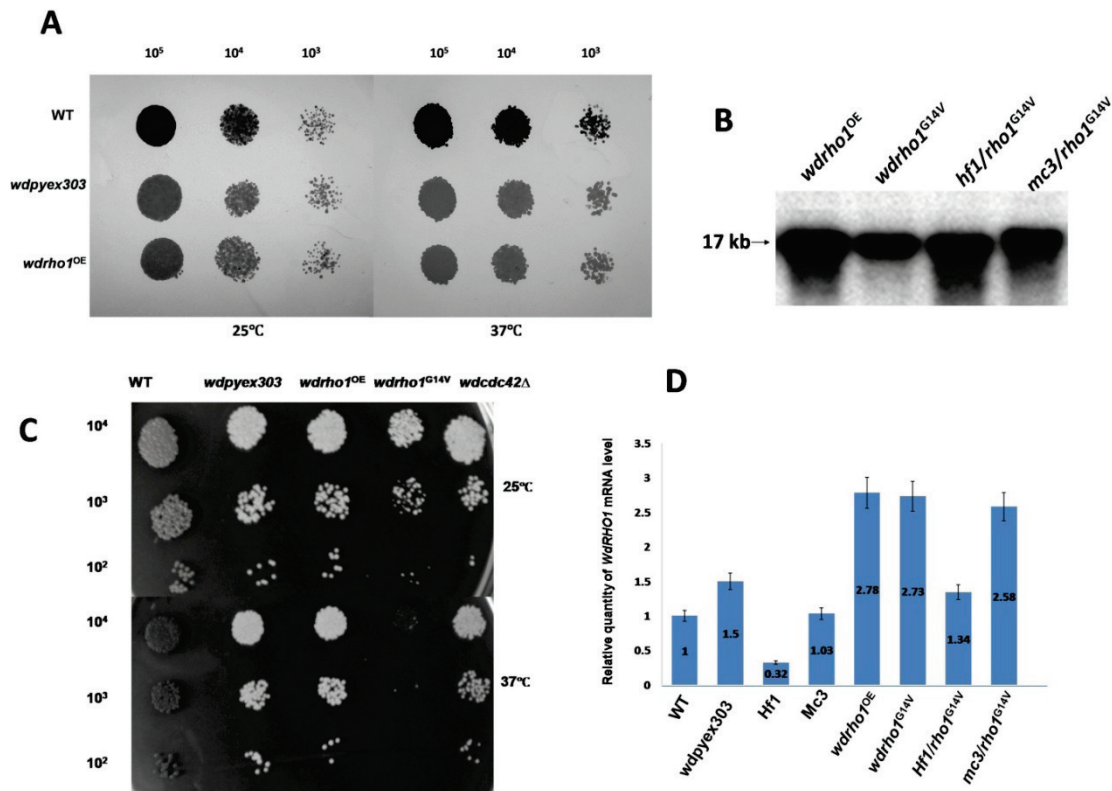 A
10⁵ 10⁴ 10³ 10⁵ 10⁴ 10³
WT
wdpyex303
wdrho1ᴼᴱ
25℃ 37℃
B
wdrho1ᴼᴱ wdrho1ᴳ¹⁴ⱽ hf1/rho1ᴳ¹⁴ⱽ mc3/rho1ᴳ¹⁴ⱽ
17 kb→
C
WT wdpyex303 wdrho1ᴼᴱ wdrho1ᴳ¹⁴ⱽ wdcdc42Δ
10⁴
10³ 25℃
10²
10⁴
10³ 37℃
10²
D
Relative quantity of WdRHO1 mRNA level
3.5
3
2.5
2
1.5
1
0.5
0
1 1.5 0.32 1.03 2.78 2.73 1.34 2.58
WT wdpyex303 Hf1 Mc3 wdrho1ᴼᴱ wdrho1ᴳ¹⁴ⱽ Hf1/rho1ᴳ¹⁴ⱽ mc3/rho1ᴳ¹⁴ⱽ